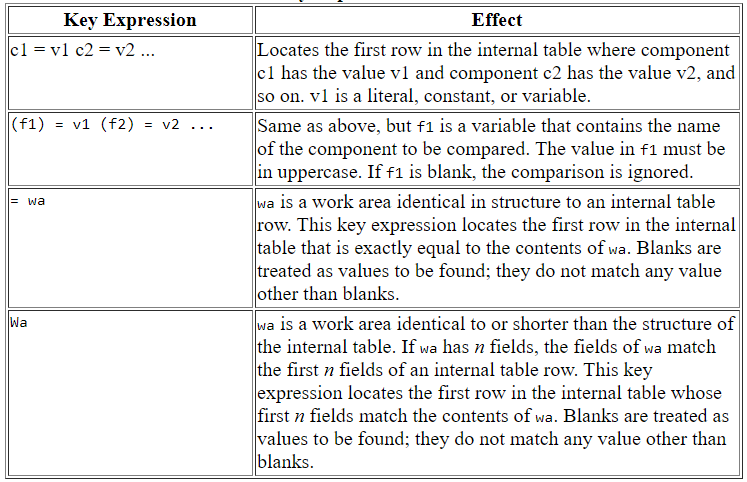 Key Expression
Effect
c1 = v1 c2 = v2 ...
Locates the first row in the internal table where component
c1 has the value v1 and component c2 has the value v2, and
so on. v1 is a literal, constant, or variable.
(f1) = v1 (f2) = v2 ...
Same as above, but f1 is a variable that contains the name
of the component to be compared. The value in f1 must be
in uppercase. If f1 is blank, the comparison is ignored.
= wa
wa is a work area identical in structure to an internal table
row. This key expression locates the first row in the internal
table that is exactly equal to the contents of wa. Blanks are
treated as values to be found; they do not match any value
other than blanks.
Wa
wa is a work area identical to or shorter than the structure of
the internal table. If wa has n fields, the fields of wa match
the first n fields of an internal table row. This key
expression locates the first row in the internal table whose
first n fields match the contents of wa. Blanks are treated as
values to be found; they do not match any value other than
blanks.